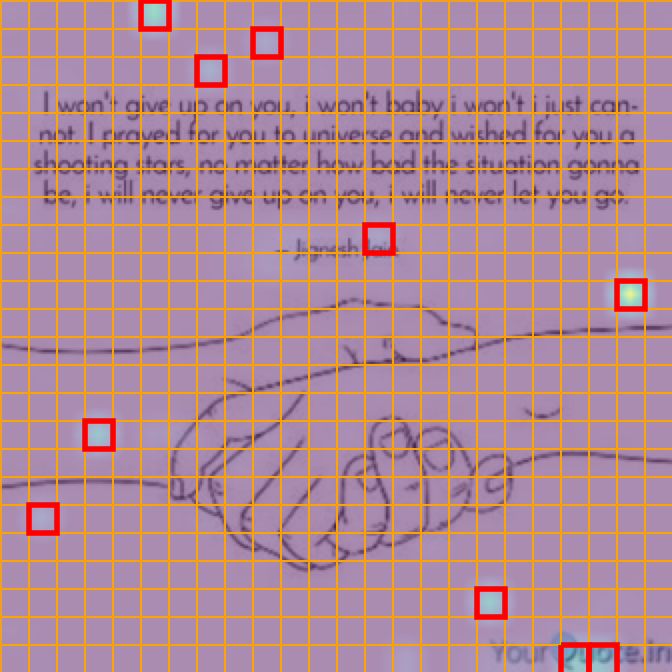 I won't give up on you, i won't baby i won't i just can-
not. I prayed for you to universe and wished for you a
shooting stars, no matter how bad the situation gonna
be, i will never give up on you, i will never let you go.
-- Jignesh Jain
YourQuote.in